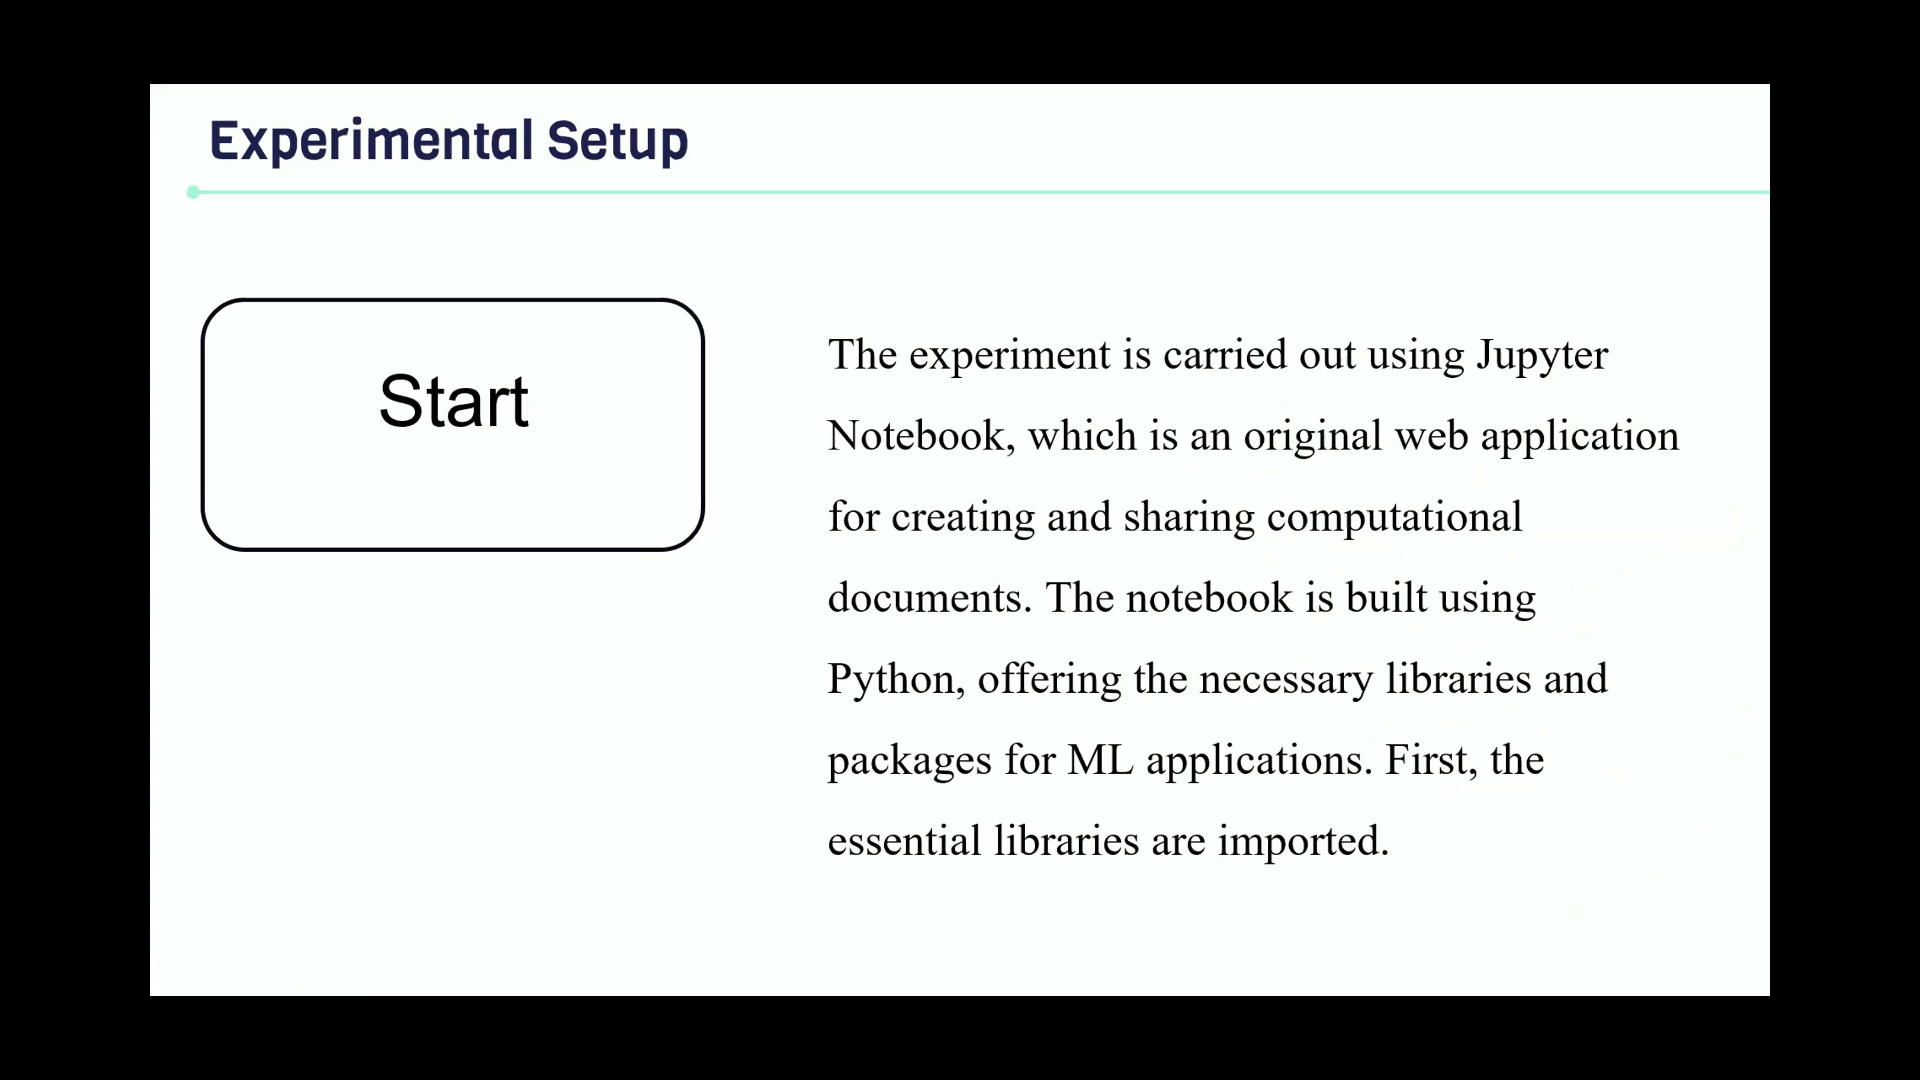 Experimental Setup
Start
The experiment is carried out using Jupyter
Notebook, which is an original web application
for creating and sharing computational
documents. The notebook is built using
Python, offering the necessary libraries and
packages for ML applications. First, the
essential libraries are imported.